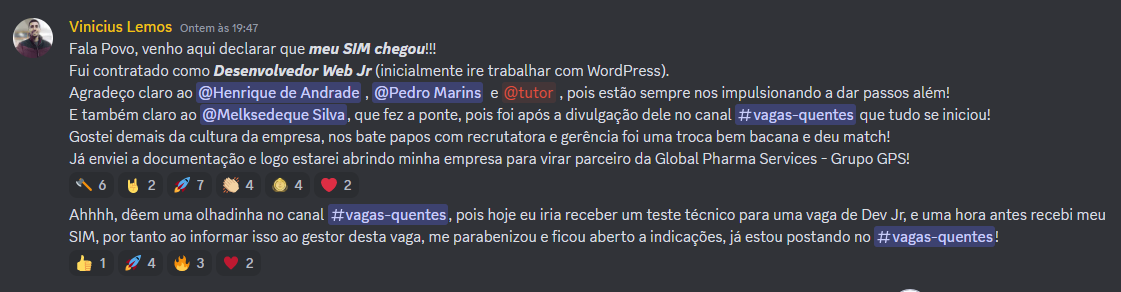 Vinicius Lemos Ontem às 19:47
Fala Povo, venho aqui declarar que meu SIM chegou!!!
Fui contratado como Desenvolvedor Web Jr (inicialmente ire trabalhar com WordPress).
Agradeço claro ao @Henrique de Andrade , @Pedro Marins e @tutor , pois estão sempre nos impulsionando a dar passos além!
E também claro ao @Melksedeque Silva, que fez a ponte, pois foi após a divulgação dele no canal #vagas-quentes que tudo se iniciou!
Gostei demais da cultura da empresa, nos bate papos com recrutatora e gerência foi uma troca bem bacana e deu match!
Já enviei a documentação e logo estarei abrindo minha empresa para virar parceiro da Global Pharma Services - Grupo GPS!
6 2 7 4 4 2
Ahhhh, dêem uma olhadinha no canal #vagas-quentes, pois hoje eu iria receber um teste técnico para uma vaga de Dev Jr, e uma hora antes recebi meu
SIM, por tanto ao informar isso ao gestor desta vaga, me parabenizou e ficou aberto a indicações, já estou postando no #vagas-quentes!
1 4 3 2